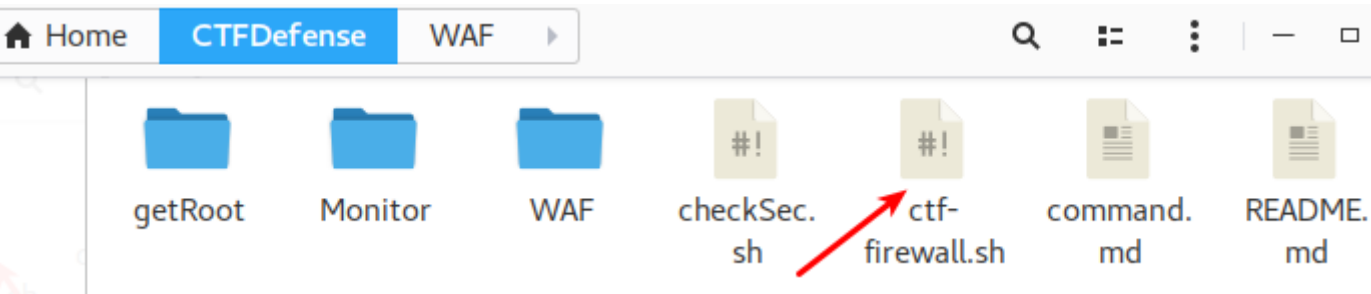 Home CTFDefense WAF
#! #!
getRoot Monitor WAF checkSec. ctf- command. README.
sh firewall.sh md md